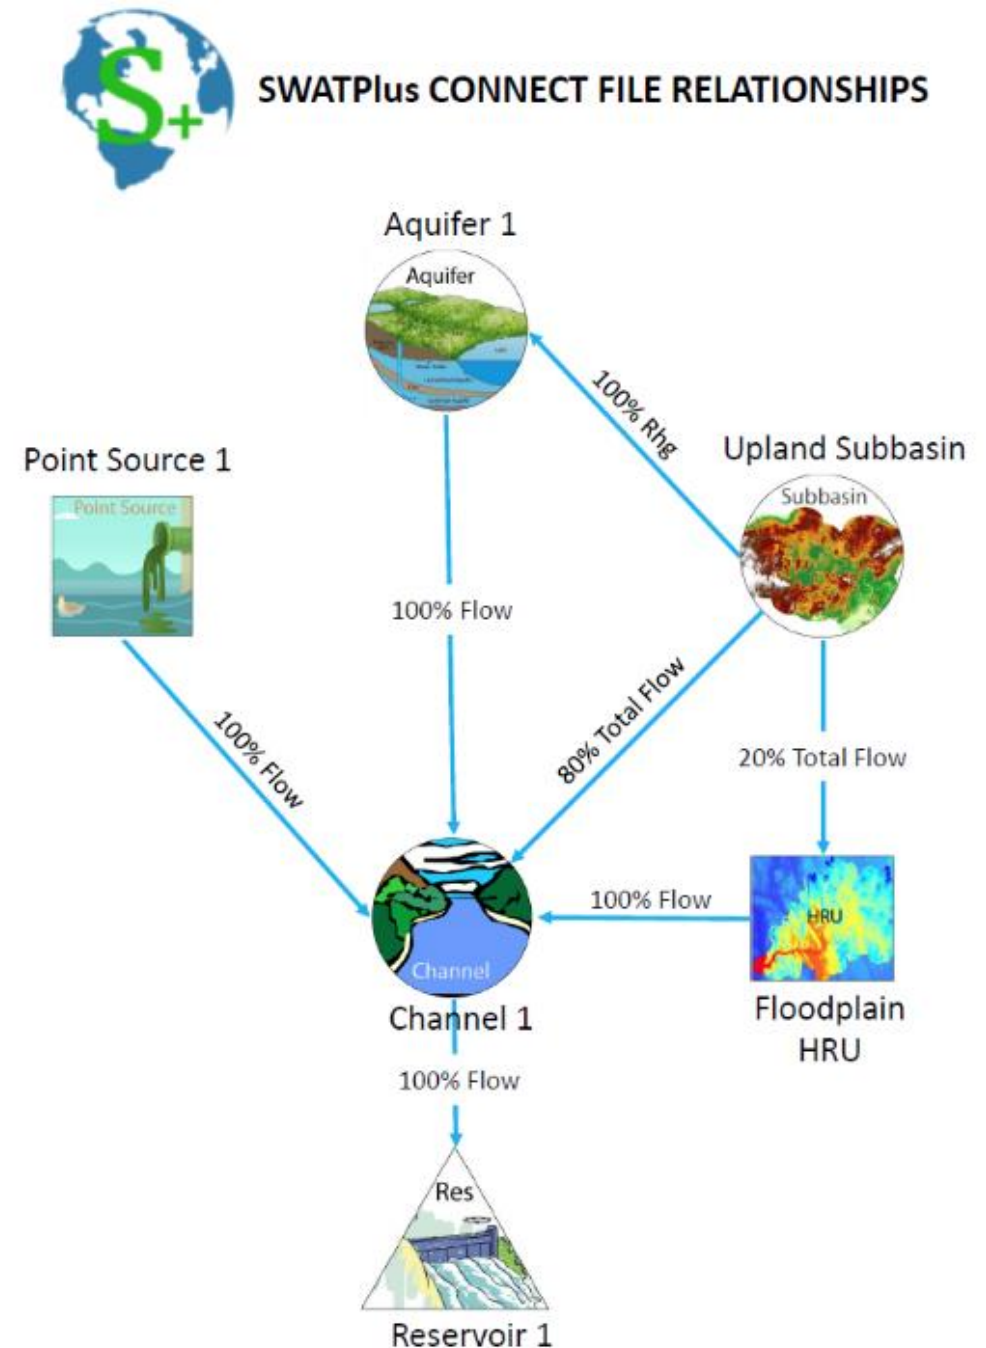 S+
SWATPlus CONNECT FILE RELATIONSHIPS
Aquifer 1
Aquifer
100% Rhg
Point Source 1
Point Source
Upland Subbasin
Subbasin
100% Flow
100% Flow
80% Total Flow
20% Total Flow
100% Flow
HRU
Channel
Channel 1
Floodplain
HRU
100% Flow
Res
Reservoir 1